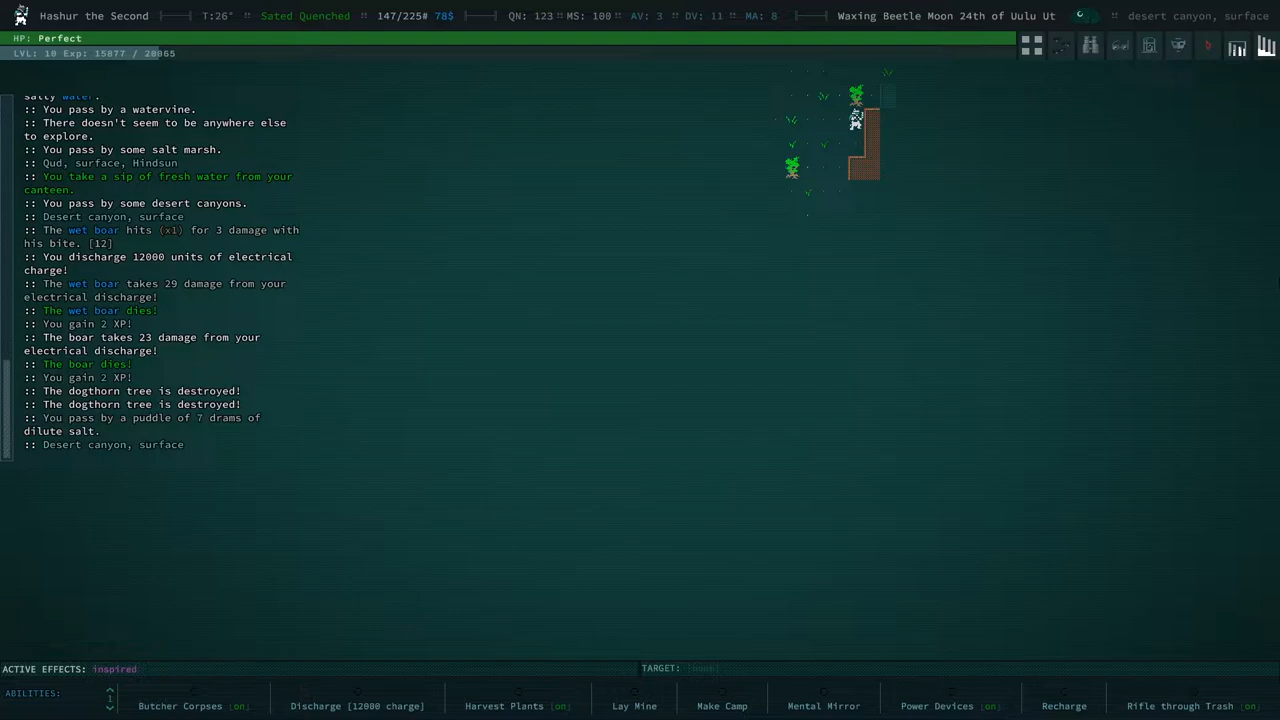 Hashur the Second T:26° :: Sated Quenched :: 147/225# 78$ QN: 123 :: MS: 100 :: AV: 3 :: DV: 11 :: MA: 8 Waxing Beetle Moon 24th of Uulu Ut :: desert canyon, surface
HP: Perfect
LVL: 10 Exp: 15877 / 20065
salty water.
:: You pass by a watervine.
:: There doesn't seem to be anywhere else
to explore.
:: You pass by some salt marsh.
:: Qud, surface, Hindsun
:: You take a sip of fresh water from your
canteen.
:: You pass by some desert canyons.
:: Desert canyon, surface
:: The wet boar hits (x1) for 3 damage with
his bite. [12]
:: You discharge 12000 units of electrical
charge!
:: The wet boar takes 29 damage from your
electrical discharge!
:: The wet boar dies!
:: You gain 2 XP!
:: The boar takes 23 damage from your
electrical discharge!
:: The boar dies!
:: You gain 2 XP!
:: The dogthorn tree is destroyed!
:: The dogthorn tree is destroyed!
:: You pass by a puddle of 7 drams of
dilute salt.
:: Desert canyon, surface
ACTIVE EFFECTS: inspired
TARGET: [none]
ABILITIES: 1 Butcher Corpses [on] Discharge [12000 charge] Harvest Plants [on] Lay Mine Make Camp Mental Mirror Power Devices [on] Recharge Rifle through Trash [on]